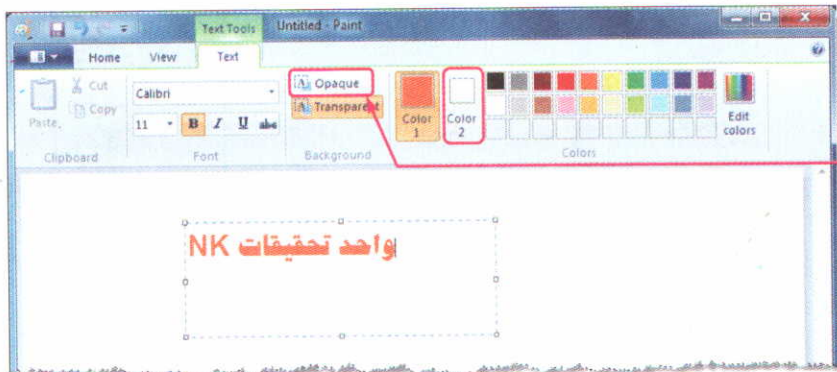 Text Tools Untitled - Paint
Home View Text
Paste Cut Copy
Clipboard
Calibri
11 B I U abc
Font
Opaque
Transparent
Background
Color 1
Color 2
Edit colors
Colors
واحد تحقیقات NK